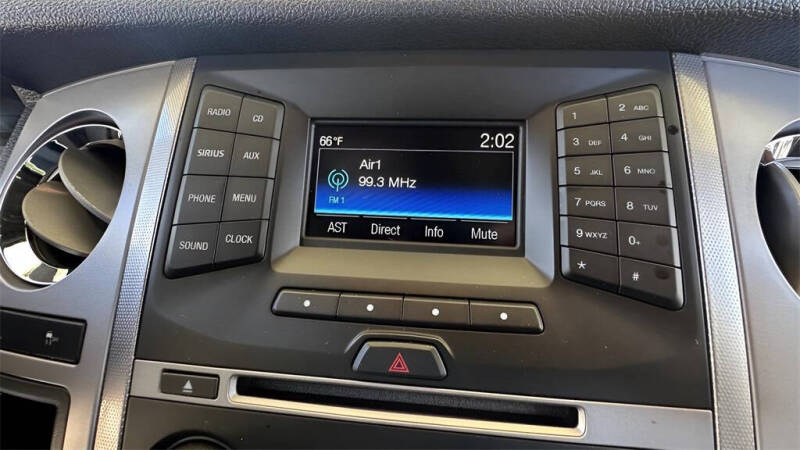 RADIO CD
SIRIUS AUX
PHONE MENU
SOUND CLOCK
66°F 2:02
Air1
99.3 MHz
FM 1
AST Direct Info Mute
1 2 ABC
3 DEF 4 GHI
5 JKL 6 MNO
7 PQRS 8 TUV
9 WXYZ 0+
* #